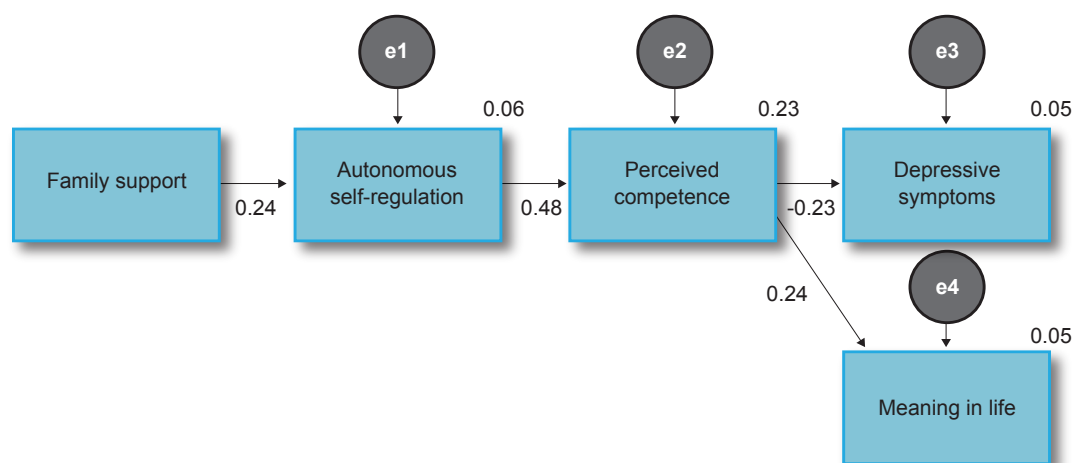 e1
e2
e3
0.06
0.23
0.05
Family support
Autonomous
self-regulation
Perceived
competence
Depressive
symptoms
0.24
0.48
-0.23
e4
0.24
0.05
Meaning in life